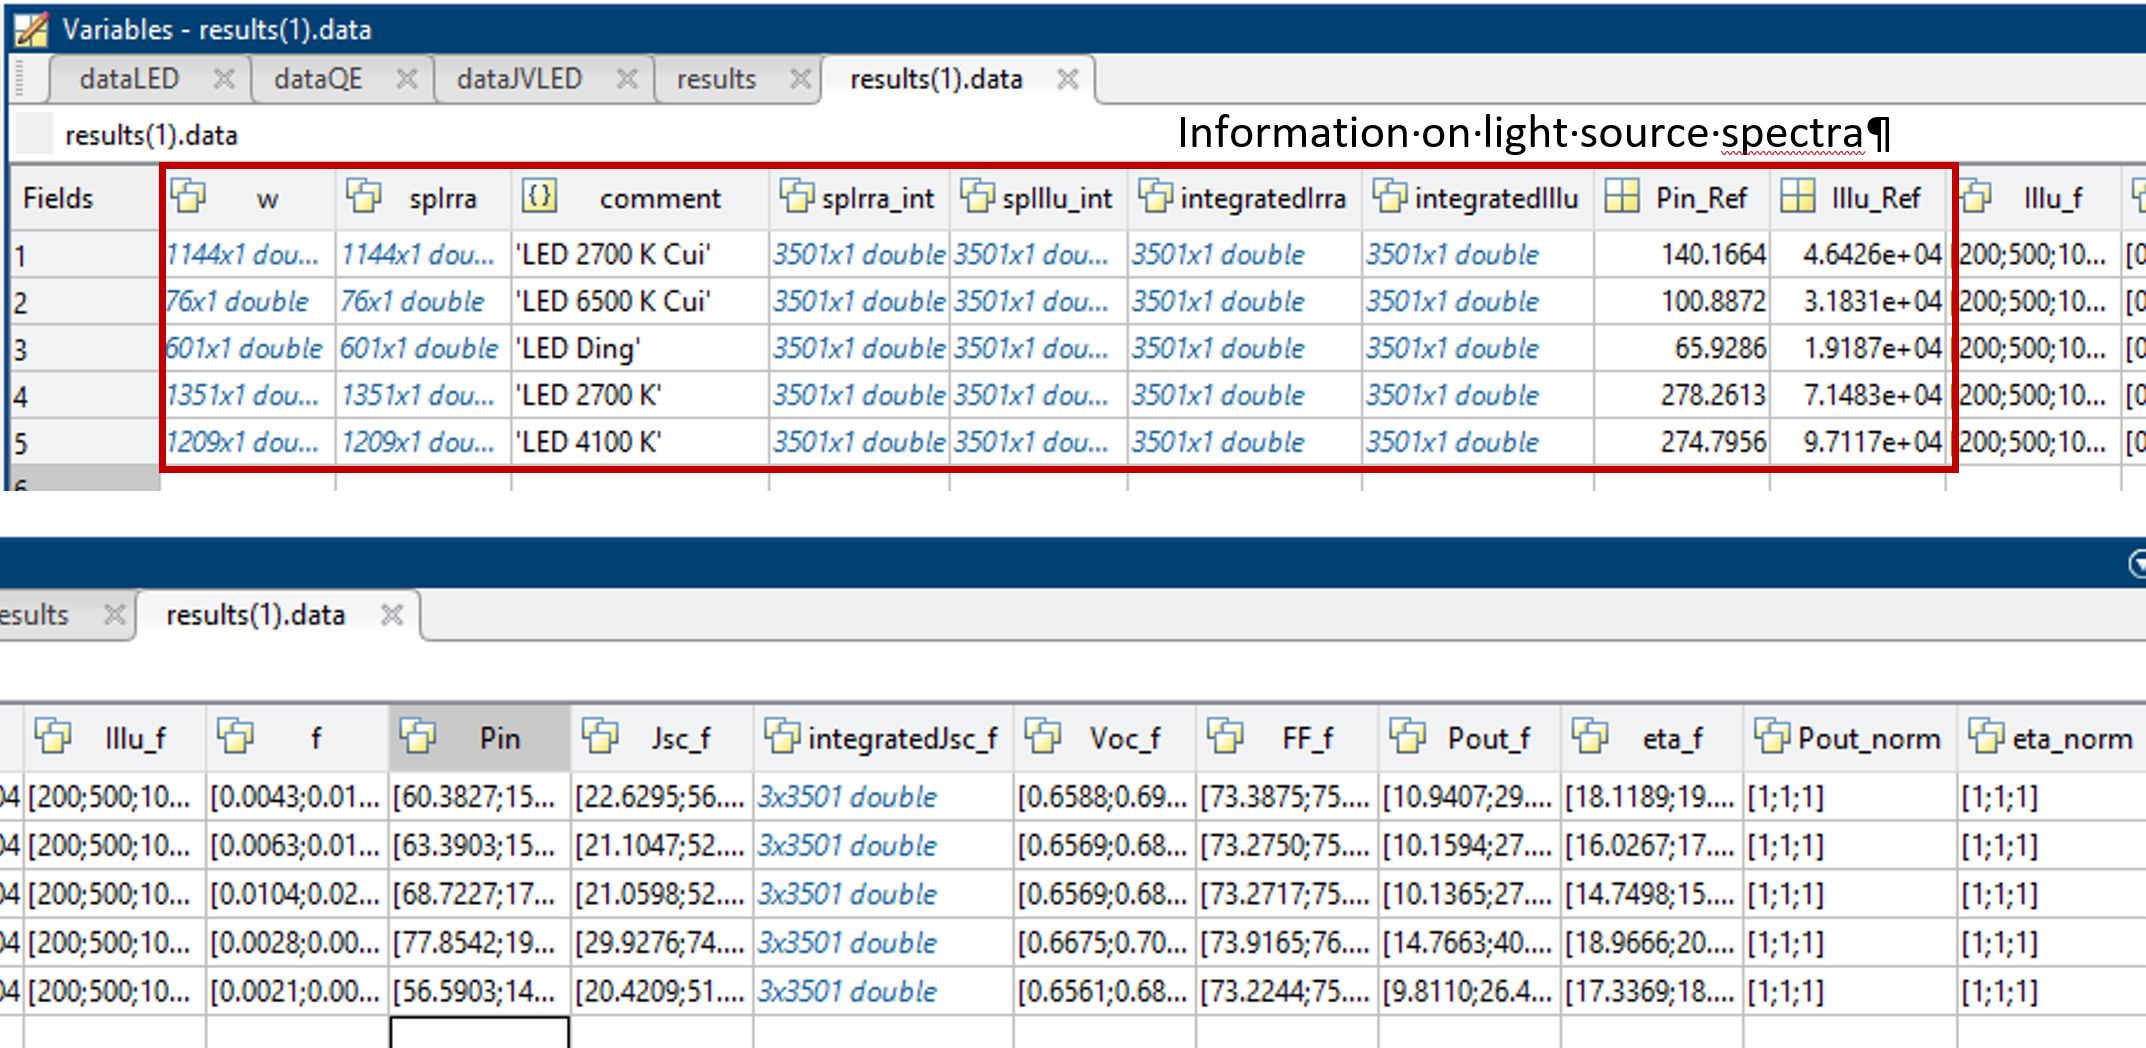 Variables - results(1).data
dataLED dataQE dataJVLED results results(1).data
results(1).data
Information·on·light·source·spectra¶
Fields w spIrra comment spIrra_int spIllu_int integratedIrra integratedIllu Pin_Ref Illu_Ref Illu_f
1 1144x1 dou... 1144x1 dou... 'LED 2700 K Cui' 3501x1 double 3501x1 dou... 3501x1 double 3501x1 double 140.1664 4.6426e+04 [200;500;10... [0
2 76x1 double 76x1 double 'LED 6500 K Cui' 3501x1 double 3501x1 dou... 3501x1 double 3501x1 double 100.8872 3.1831e+04 [200;500;10... [0
3 601x1 double 601x1 double 'LED Ding' 3501x1 double 3501x1 dou... 3501x1 double 3501x1 double 65.9286 1.9187e+04 [200;500;10... [0
4 1351x1 dou... 1351x1 dou... 'LED 2700 K' 3501x1 double 3501x1 dou... 3501x1 double 3501x1 double 278.2613 7.1483e+04 [200;500;10... [0
5 1209x1 dou... 1209x1 dou... 'LED 4100 K' 3501x1 double 3501x1 dou... 3501x1 double 3501x1 double 274.7956 9.7117e+04 [200;500;10... [0
6
esults results(1).data
Illu_f f Pin Jsc_f integratedJsc_f Voc_f FF_f Pout_f eta_f Pout_norm eta_norm
04 [200;500;10... [0.0043;0.01... [60.3827;15... [22.6295;56.... 3x3501 double [0.6588;0.69... [73.3875;75.... [10.9407;29.... [18.1189;19.... [1;1;1] [1;1;1]
04 [200;500;10... [0.0063;0.01... [63.3903;15... [21.1047;52.... 3x3501 double [0.6569;0.68... [73.2750;75.... [10.1594;27.... [16.0267;17.... [1;1;1] [1;1;1]
04 [200;500;10... [0.0104;0.02... [68.7227;17... [21.0598;52.... 3x3501 double [0.6569;0.68... [73.2717;75.... [10.1365;27.... [14.7498;15.... [1;1;1] [1;1;1]
04 [200;500;10... [0.0028;0.00... [77.8542;19... [29.9276;74.... 3x3501 double [0.6675;0.70... [73.9165;76.... [14.7663;40.... [18.9666;20.... [1;1;1] [1;1;1]
04 [200;500;10... [0.0021;0.00... [56.5903;14... [20.4209;51.... 3x3501 double [0.6561;0.68... [73.2244;75.... [9.8110;26.4... [17.3369;18.... [1;1;1] [1;1;1]